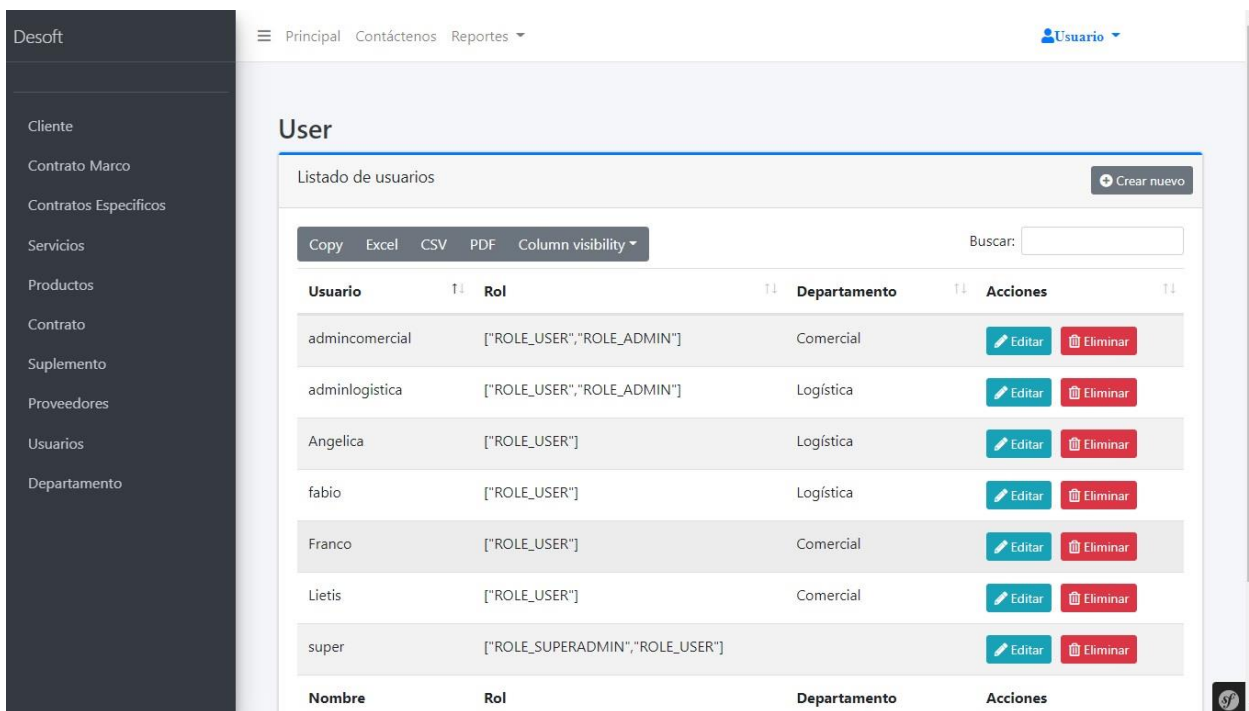 Desoft
Principal Contáctenos Reportes
Usuario
Cliente
Contrato Marco
Contratos Especificos
Servicios
Productos
Contrato
Suplemento
Proveedores
Usuarios
Departamento
User
Listado de usuarios
Crear nuevo
Copy Excel CSV PDF Column visibility
Buscar:
Usuario Rol Departamento Acciones
admincomercial ["ROLE_USER","ROLE_ADMIN"] Comercial Editar Eliminar
adminlogistica ["ROLE_USER","ROLE_ADMIN"] Logística Editar Eliminar
Angelica ["ROLE_USER"] Logística Editar Eliminar
fabio ["ROLE_USER"] Logística Editar Eliminar
Franco ["ROLE_USER"] Comercial Editar Eliminar
Lietis ["ROLE_USER"] Comercial Editar Eliminar
super ["ROLE_SUPERADMIN","ROLE_USER"] Editar Eliminar
Nombre Rol Departamento Acciones
sf